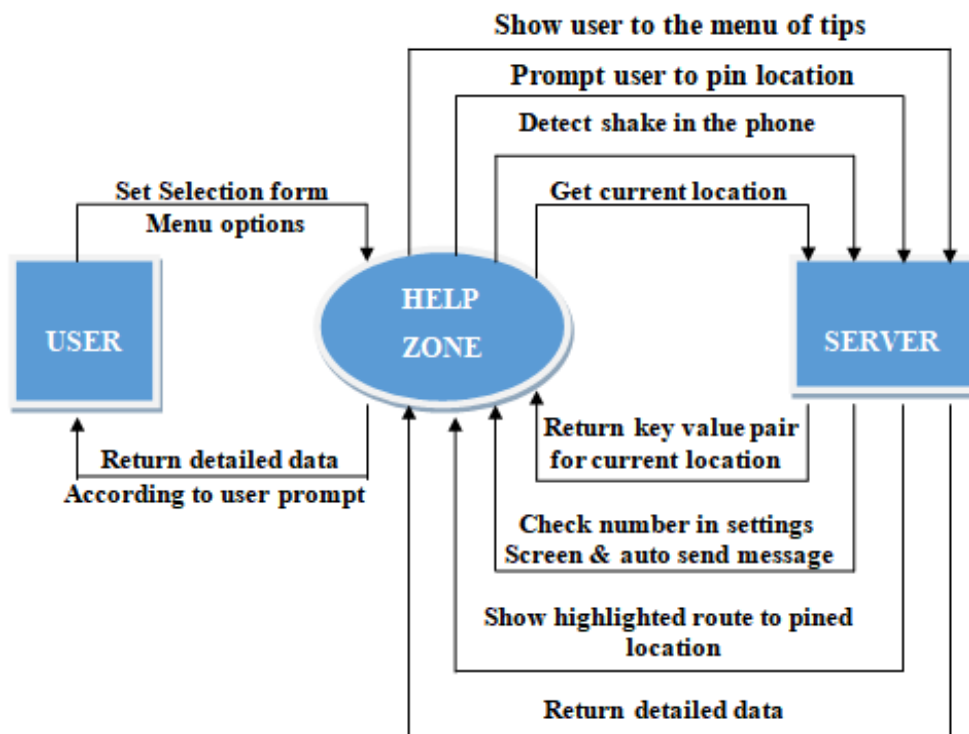 Show user to the menu of tips
Prompt user to pin location
Detect shake in the phone
Set Selection form
Menu options
Get current location
USER
HELP
ZONE
SERVER
Return detailed data
According to user prompt
Return key value pair
for current location
Check number in settings
Screen & auto send message
Show highlighted route to pined
location
Return detailed data